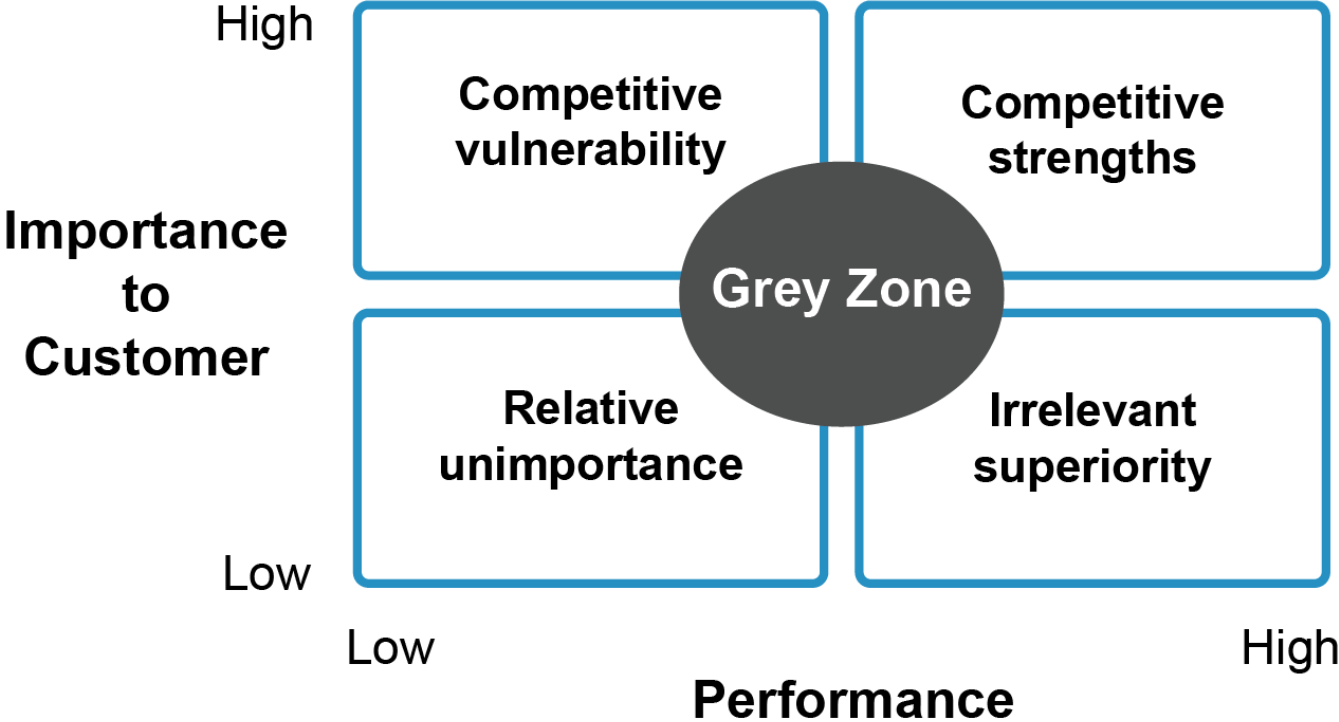 High
Competitive
vulnerability
Competitive
strengths
Importance
to
Customer
Grey Zone
Relative
unimportance
Irrelevant
superiority
Low
Low
High
Performance